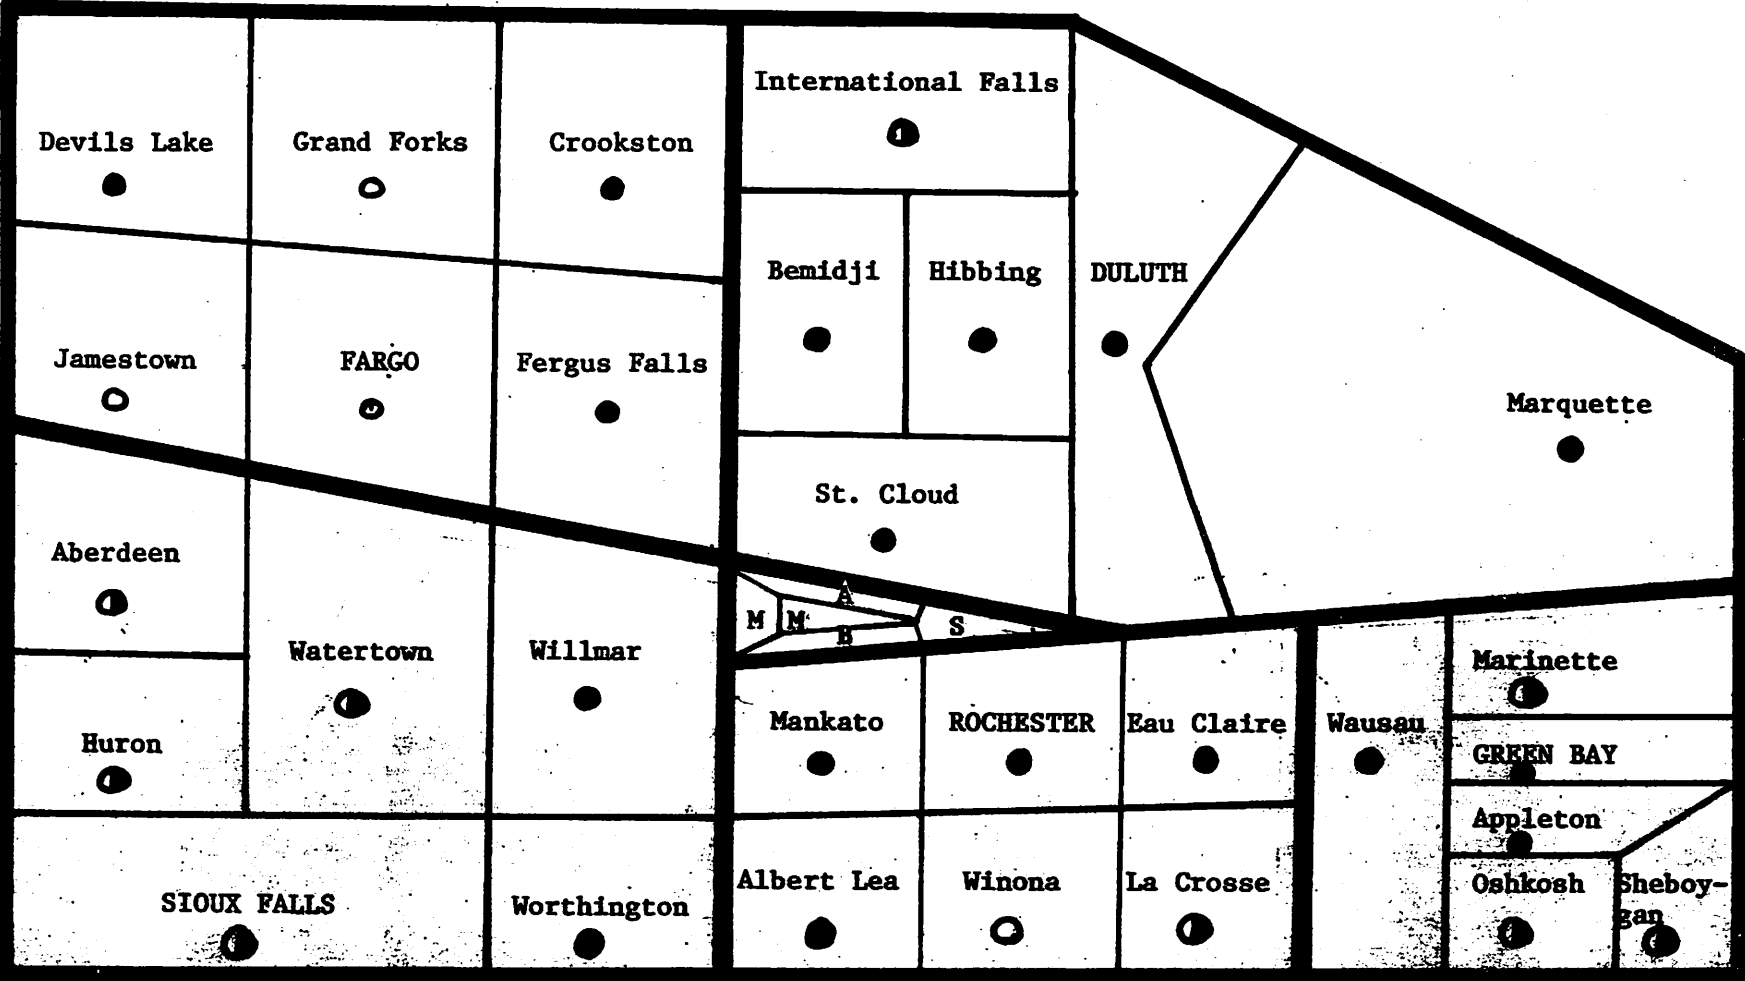 International Falls
Devils Lake
Grand Forks
Crookston
Bemidji
Hibbing
DULUTH
Jamestown
FARGO
Fergus Falls
Marquette
St. Cloud
Aberdeen
A
M
M
B
S
Watertown
Willmar
Marinette
Huron
Mankato
ROCHESTER
Eau Claire
Wausau
GREEN BAY
Appleton
SIOUX FALLS
Worthington
Albert Lea
Winona
La Crosse
Oshkosh
Sheboy-
gan